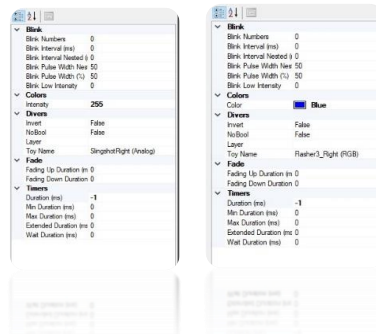 Blink
Blink Numbers 0
Blink Interval (ms) 0
Blink Interval Nested (r 0
Blink Pulse Width Nes 50
Blink Pulse Width (%) 50
Blink Low Intensity 0
Colors
Intensity 255
Divers
Invert False
NoBool False
Layer
Toy Name SlingshotRight (Analog)
Fade
Fading Up Duration (m 0
Fading Down Duration 0
Timers
Duration (ms) -1
Min Duration (ms) 0
Max Duration (ms) 0
Extended Duration (ms 0
Wait Duration (ms) 0
Blink
Blink Numbers 0
Blink Interval (ms) 0
Blink Interval Nested (r 0
Blink Pulse Width Nes 50
Blink Pulse Width (%) 50
Blink Low Intensity 0
Colors
Color Blue
Divers
Invert False
NoBool False
Layer
Toy Name Flasher3_Right (RGB)
Fade
Fading Up Duration (m 0
Fading Down Duration 0
Timers
Duration (ms) -1
Min Duration (ms) 0
Max Duration (ms) 0
Extended Duration (ms 0
Wait Duration (ms) 0